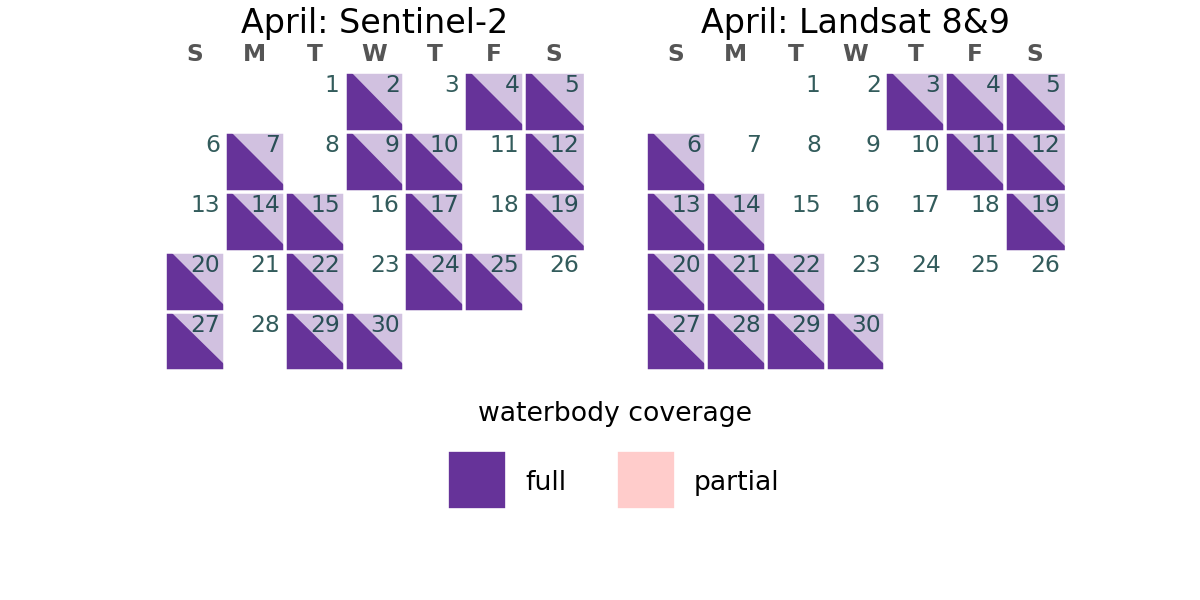 April: Sentinel-2
S M T W T F S
1 2 3 4 5
6 7 8 9 10 11 12
13 14 15 16 17 18 19
20 21 22 23 24 25 26
27 28 29 30
April: Landsat 8&9
S M T W T F S
1 2 3 4 5
6 7 8 9 10 11 12
13 14 15 16 17 18 19
20 21 22 23 24 25 26
27 28 29 30
waterbody coverage
full partial